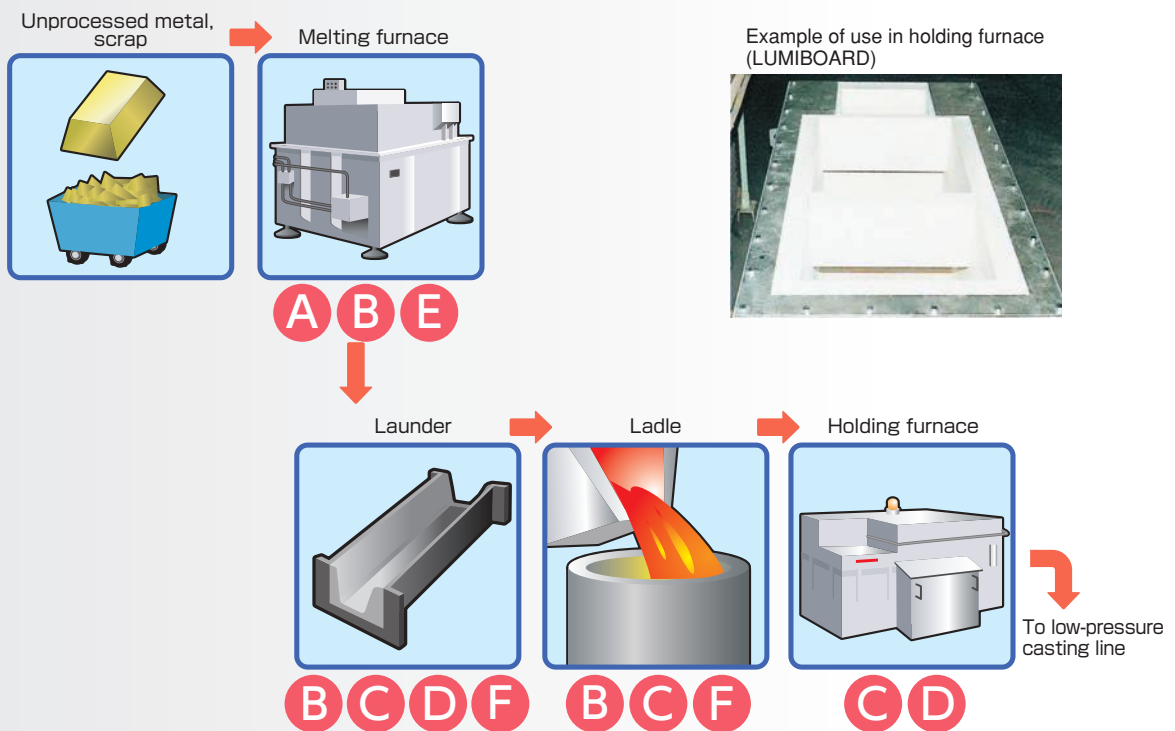 Unprocessed metal,
scrap
Melting furnace
Example of use in holding furnace
(LUMIBOARD)
A B E
Launder
Ladle
Holding furnace
To low-pressure
casting line
B C D F
B C F
C D